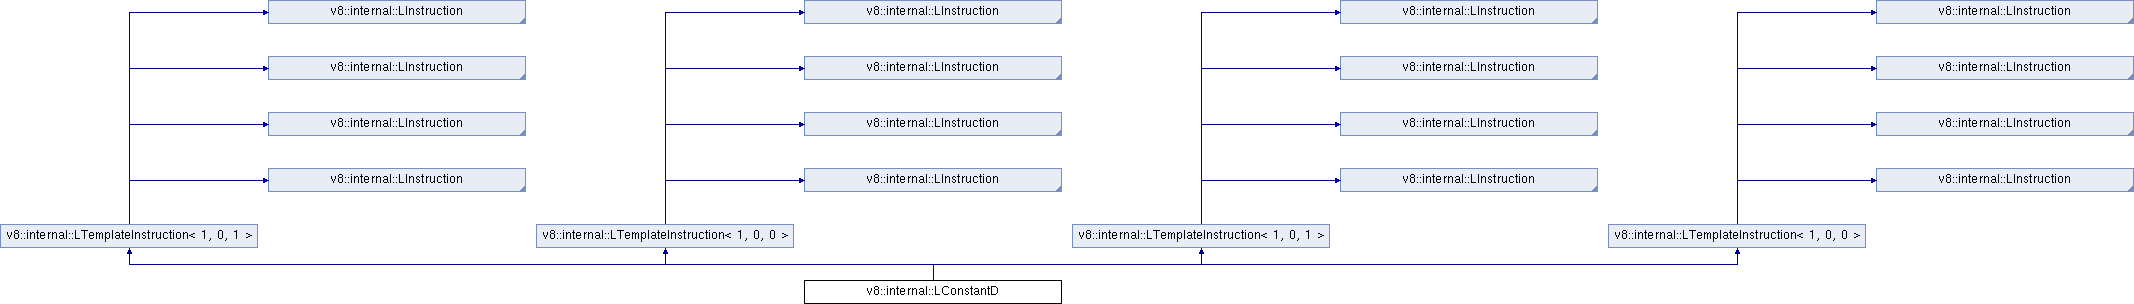 v8::internal::LInstruction v8::internal::LInstruction v8::internal::LInstruction v8::internal::LInstruction
v8::internal::LInstruction v8::internal::LInstruction v8::internal::LInstruction v8::internal::LInstruction
v8::internal::LInstruction v8::internal::LInstruction v8::internal::LInstruction v8::internal::LInstruction
v8::internal::LInstruction v8::internal::LInstruction v8::internal::LInstruction v8::internal::LInstruction
v8::internal::LTemplateInstruction< 1, 0, 1 > v8::internal::LTemplateInstruction< 1, 0, 0 > v8::internal::LTemplateInstruction< 1, 0, 1 > v8::internal::LTemplateInstruction< 1, 0, 0 >
v8::internal::LConstantD